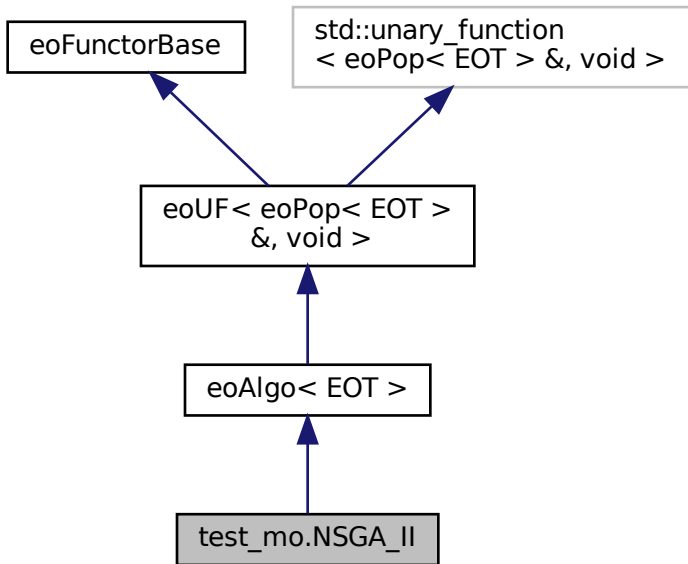 eoFunctorBase
std::unary_function
< eoPop< EOT > &, void >
eoUF< eoPop< EOT >
&, void >
eoAlgo< EOT >
test_mo.NSGA_II